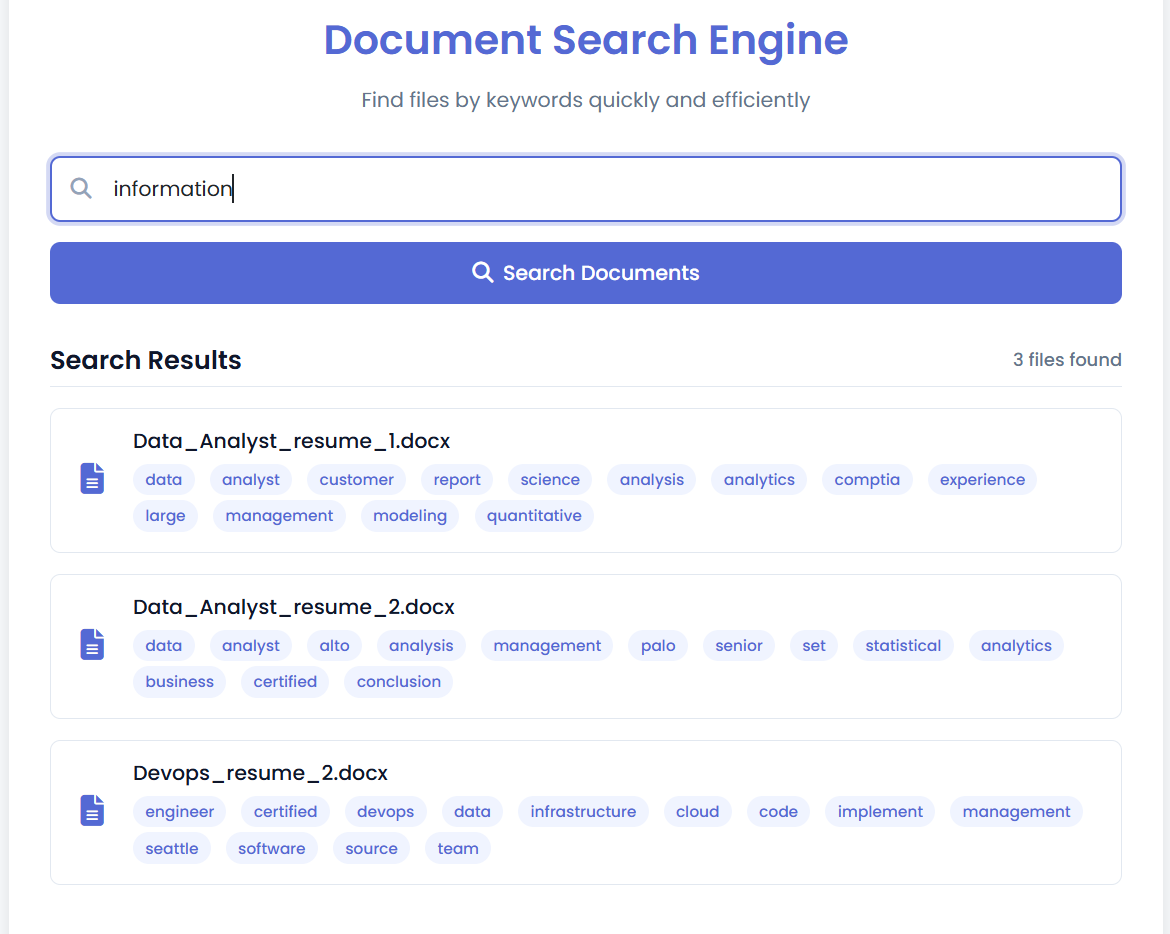 Document Search Engine
Find files by keywords quickly and efficiently
information
Search Documents
Search Results 3 files found
Data_Analyst_resume_1.docx
data analyst customer report science analysis analytics comptia experience
large management modeling quantitative
Data_Analyst_resume_2.docx
data analyst alto analysis management palo senior set statistical analytics
business certified conclusion
Devops_resume_2.docx
engineer certified devops data infrastructure cloud code implement management
seattle software source team